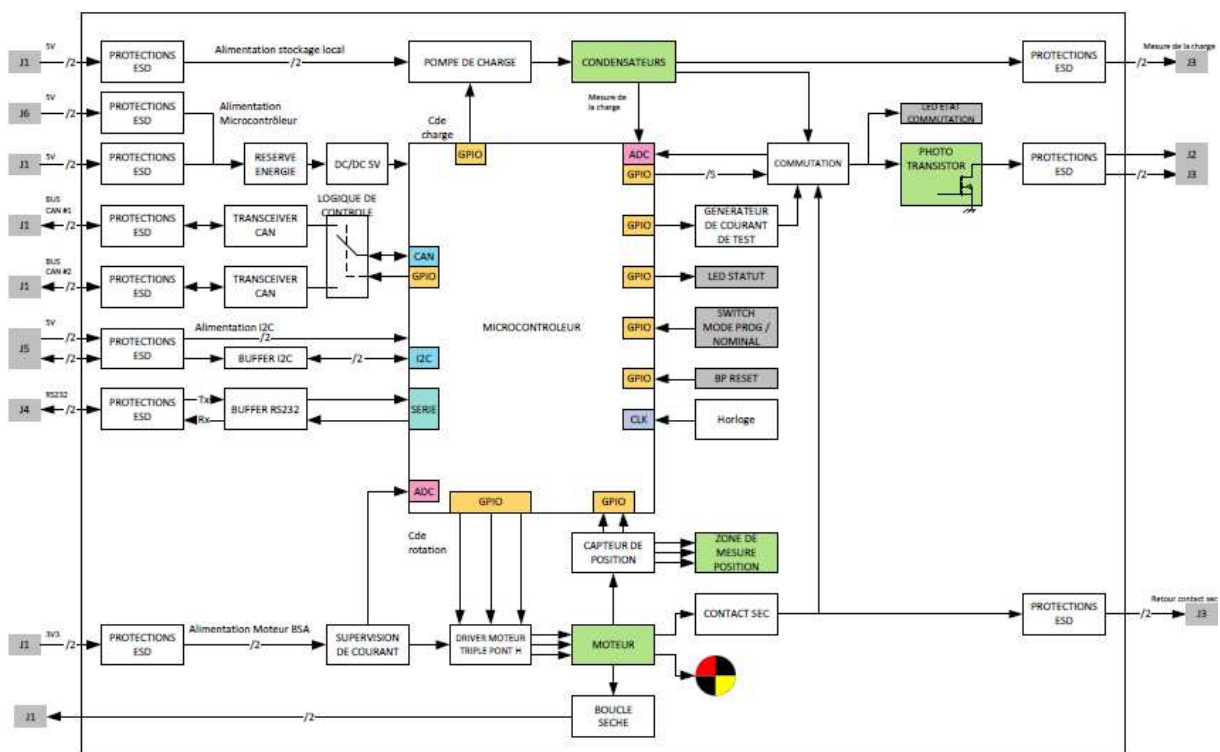 5V
J1
/2
PROTECTIONS
ESD
Alimentation stockage local
/2
POMPE DE CHARGE
CONDENSATEURS
PROTECTIONS
ESD
/2
Mesure de la charge
J3
5V
J6
/2
PROTECTIONS
ESD
Alimentation
Microcontrôleur
Cde
charge
Mesure de
la charge
LED ETAT
COMMUTATION
5V
J1
/2
PROTECTIONS
ESD
RESERVE
ENERGIE
DC/DC 5V
GPIO
ADC
GPIO
/5
COMMUTATION
PHOTO
TRANSISTOR
PROTECTIONS
ESD
/2
J2
J3
BUS
CAN #1
J1
/2
PROTECTIONS
ESD
TRANSCEIVER
CAN
LOGIQUE DE
CONTROLE
CAN
GPIO
GPIO
GENERATEUR
DE COURANT
DE TEST
BUS
CAN #2
J1
/2
PROTECTIONS
ESD
TRANSCEIVER
CAN
GPIO
LED STATUT
MICROCONTROLEUR
GPIO
SWITCH
MODE PROG /
NOMINAL
5V
J5
/2
/2
PROTECTIONS
ESD
Alimentation I2C
/2
BUFFER I2C
/2
I2C
GPIO
BP RESET
RS232
J4
/2
PROTECTIONS
ESD
Tx
Rx
BUFFER RS232
SERIE
CLK
Horloge
ADC
GPIO
GPIO
Cde
rotation
CAPTEUR DE
POSITION
ZONE DE
MESURE
POSITION
3V3
J1
/2
PROTECTIONS
ESD
Alimentation Moteur BSA
/2
SUPERVISION
DE COURANT
DRIVER MOTEUR
TRIPLE PONT H
MOTEUR
CONTACT SEC
PROTECTIONS
ESD
/2
Retour contact sec
J3
J1
/2
BOUCLE
SECHE